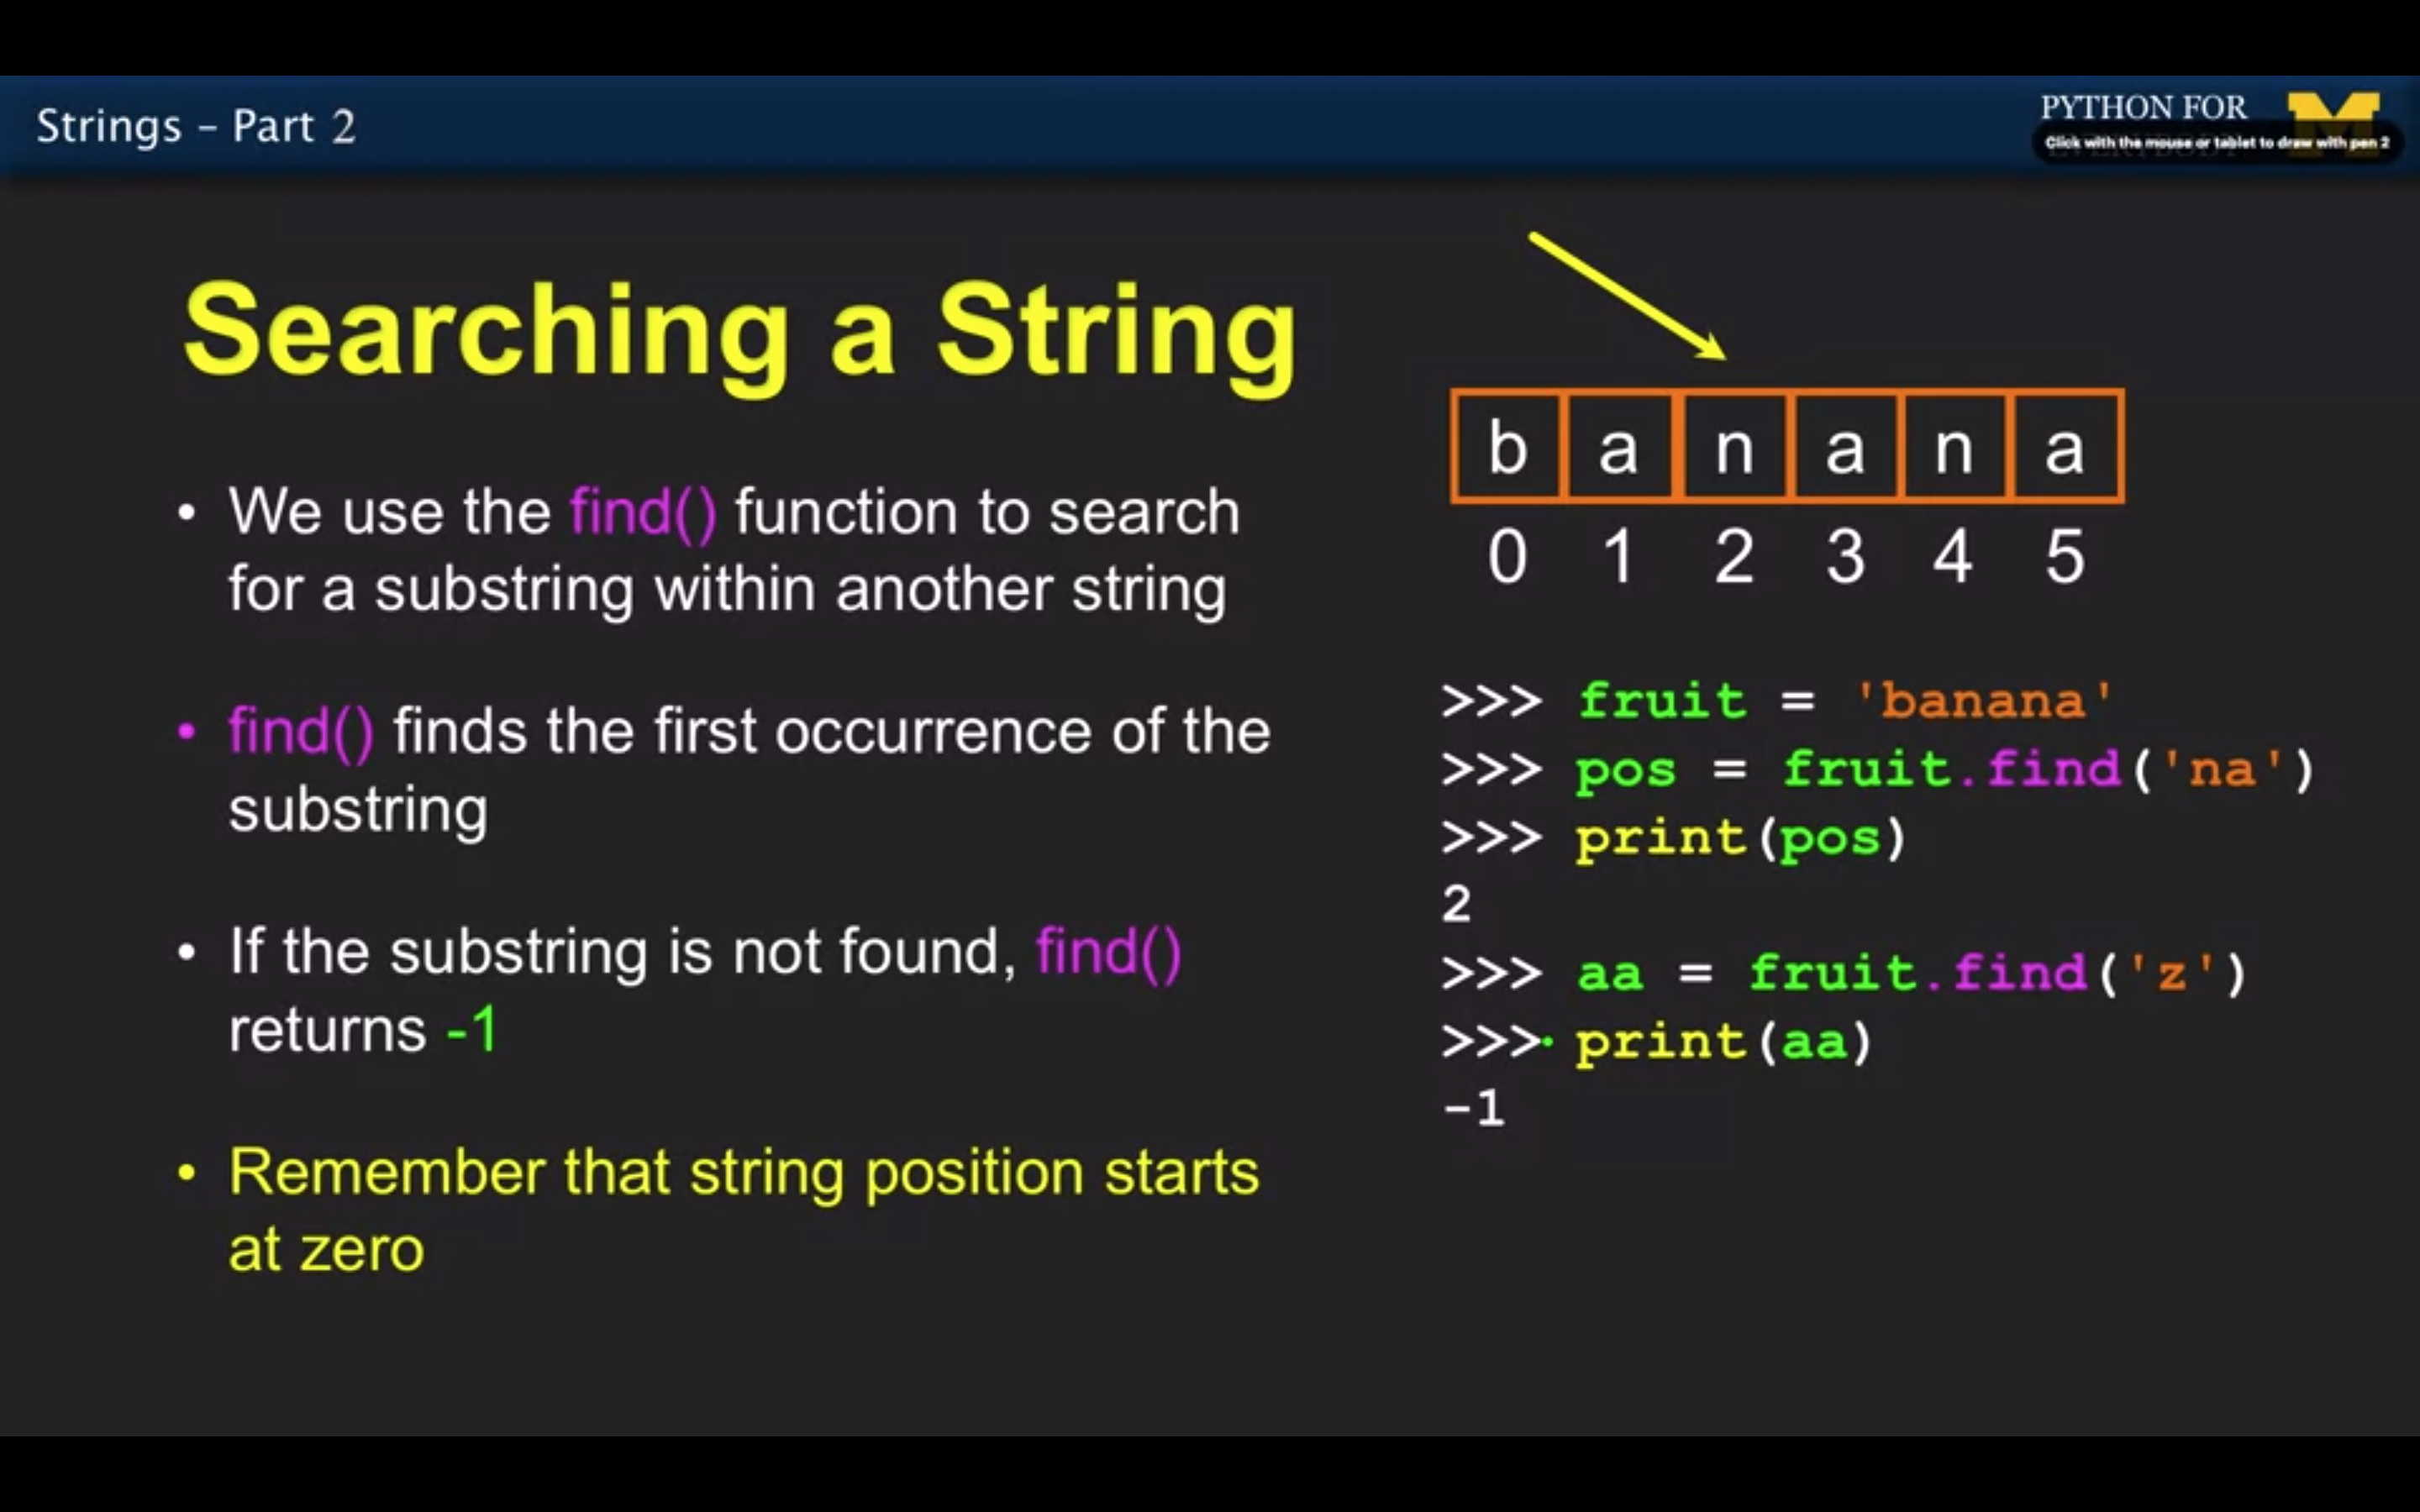 Strings – Part 2
PYTHON FOR
Click with the mouse or tablet to draw with pen 2
Searching a String
• We use the find() function to search
for a substring within another string
• find() finds the first occurrence of the
substring
• If the substring is not found, find()
returns -1
• Remember that string position starts
at zero
b a n a n a
0 1 2 3 4 5
>>> fruit = 'banana'
>>> pos = fruit.find('na')
>>> print(pos)
2
>>> aa = fruit.find('z')
>>> print(aa)
-1